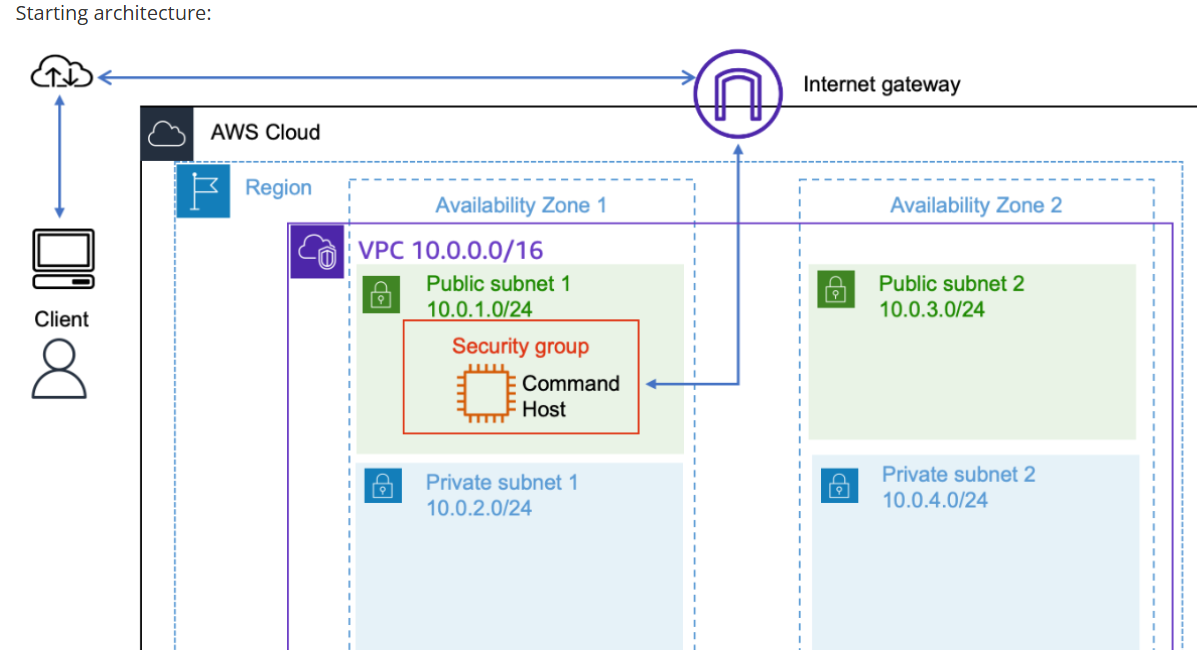 Starting architecture:
Internet gateway
AWS Cloud
Region
Availability Zone 1
Availability Zone 2
VPC 10.0.0.0/16
Public subnet 1
10.0.1.0/24
Public subnet 2
10.0.3.0/24
Security group
Command
Host
Client
Private subnet 1
10.0.2.0/24
Private subnet 2
10.0.4.0/24